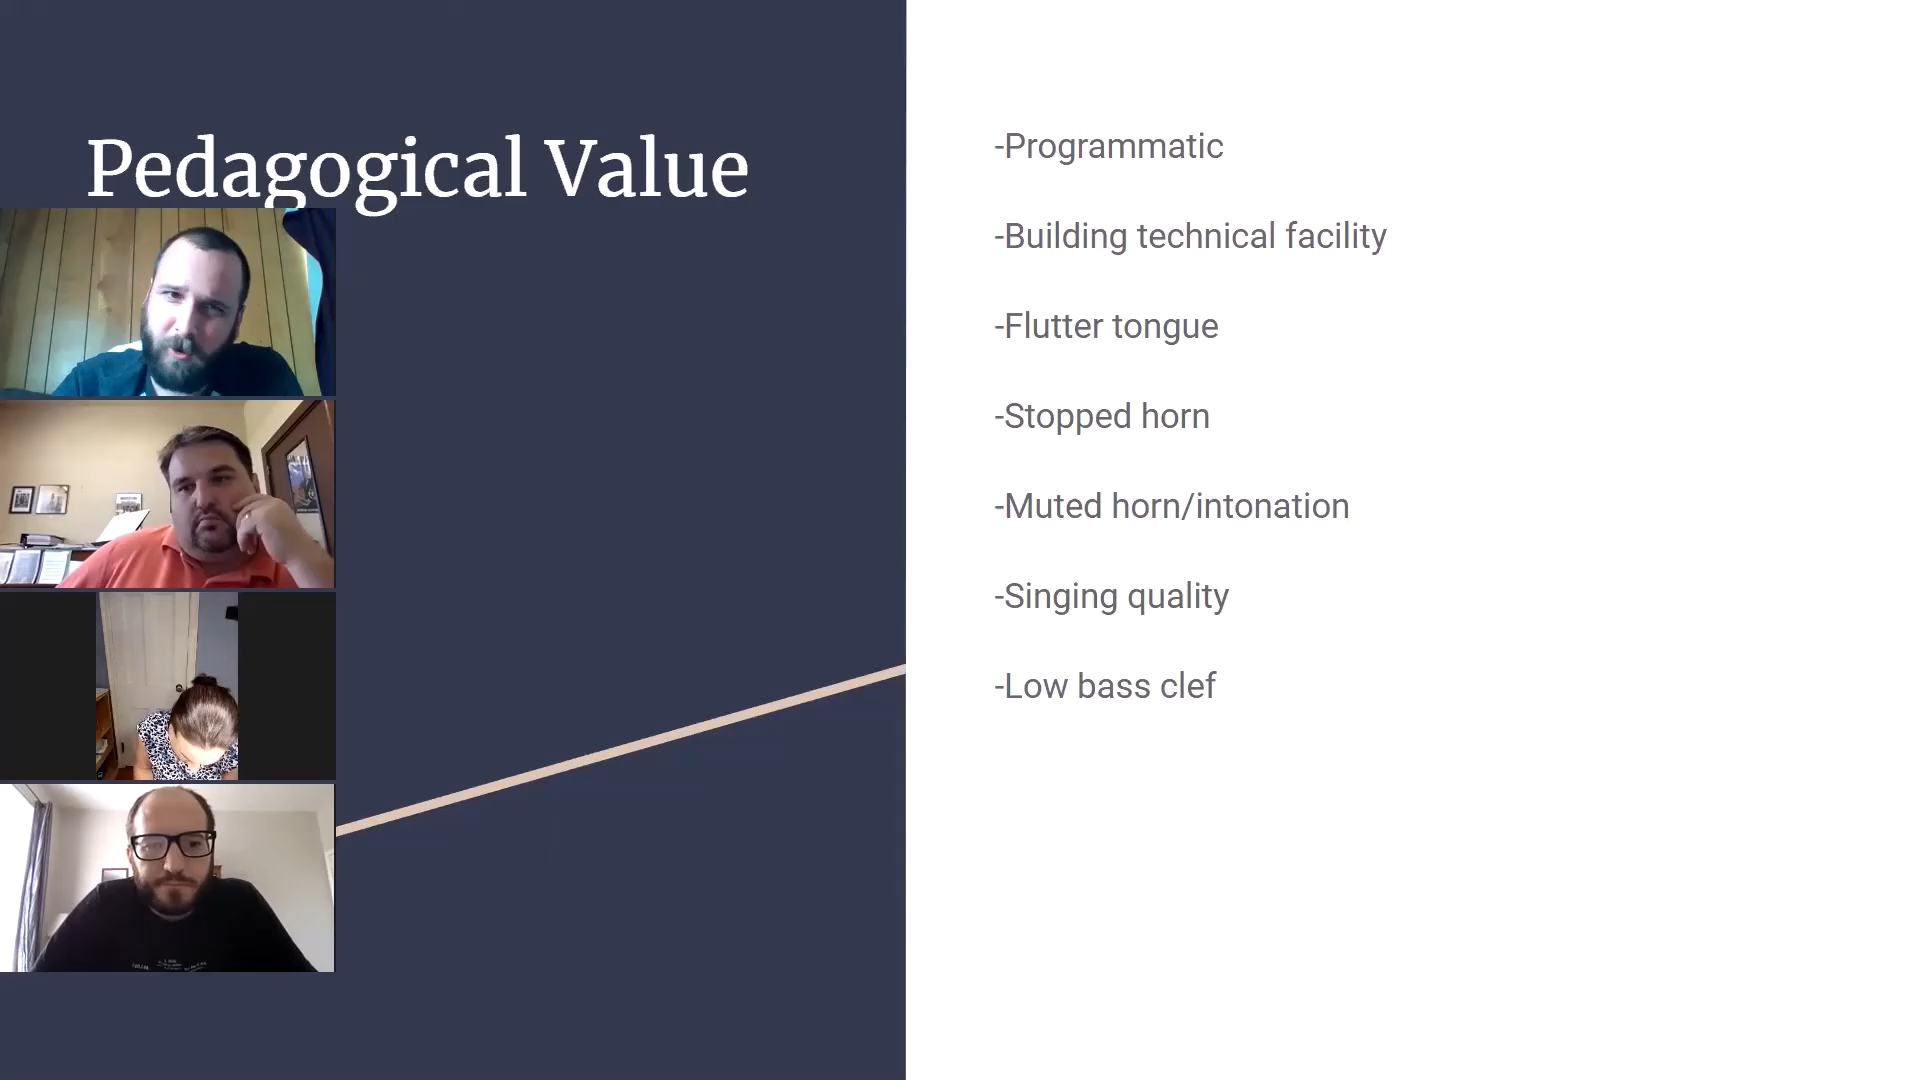 Pedagogical Value
-Programmatic
-Building technical facility
-Flutter tongue
-Stopped horn
-Muted horn/intonation
-Singing quality
-Low bass clef